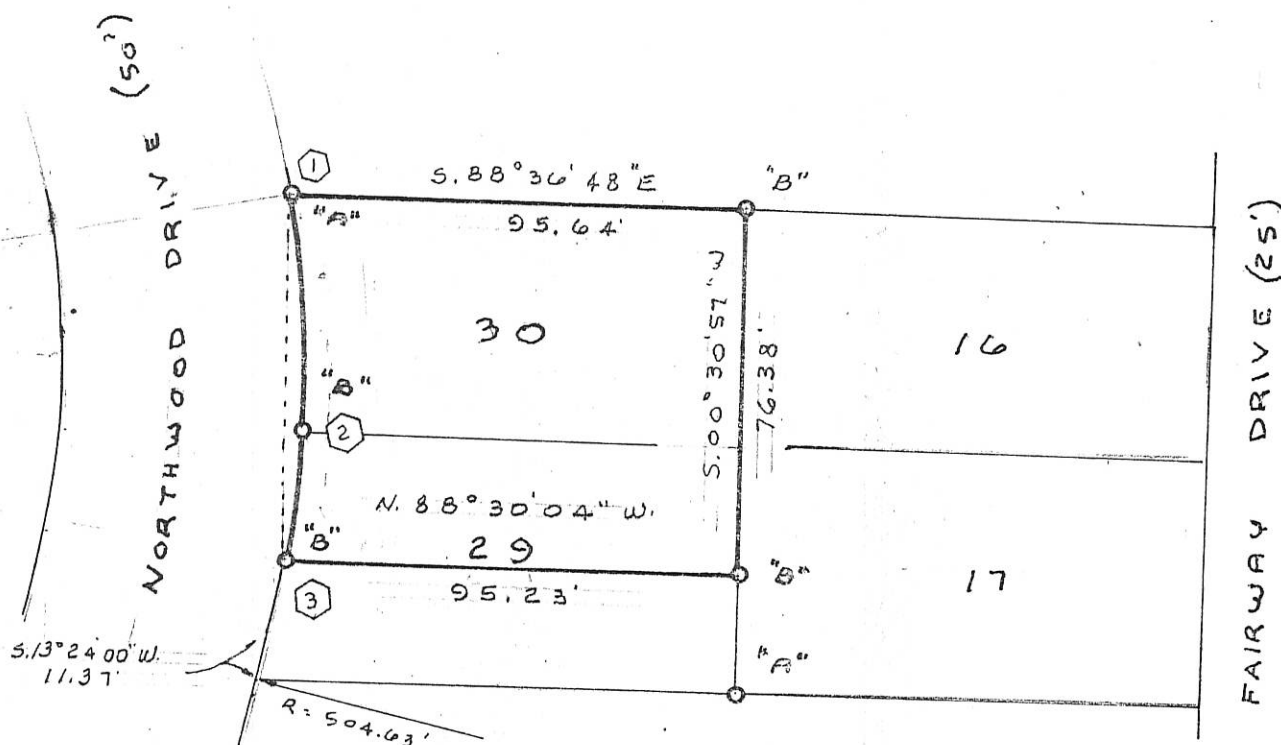 NORTHWOOD DRIVE (50')
1
S. 88° 36' 48" E
95.64'
"B"
"A"
30
S. 00° 30' 57" W
76.38'
16
FAIRWAY DRIVE (25')
"B"
2
N. 88° 30' 04" W.
"B"
29
"B"
17
95.23'
3
S. 13° 24' 00" W.
11.37'
"A"
R = 504.63'